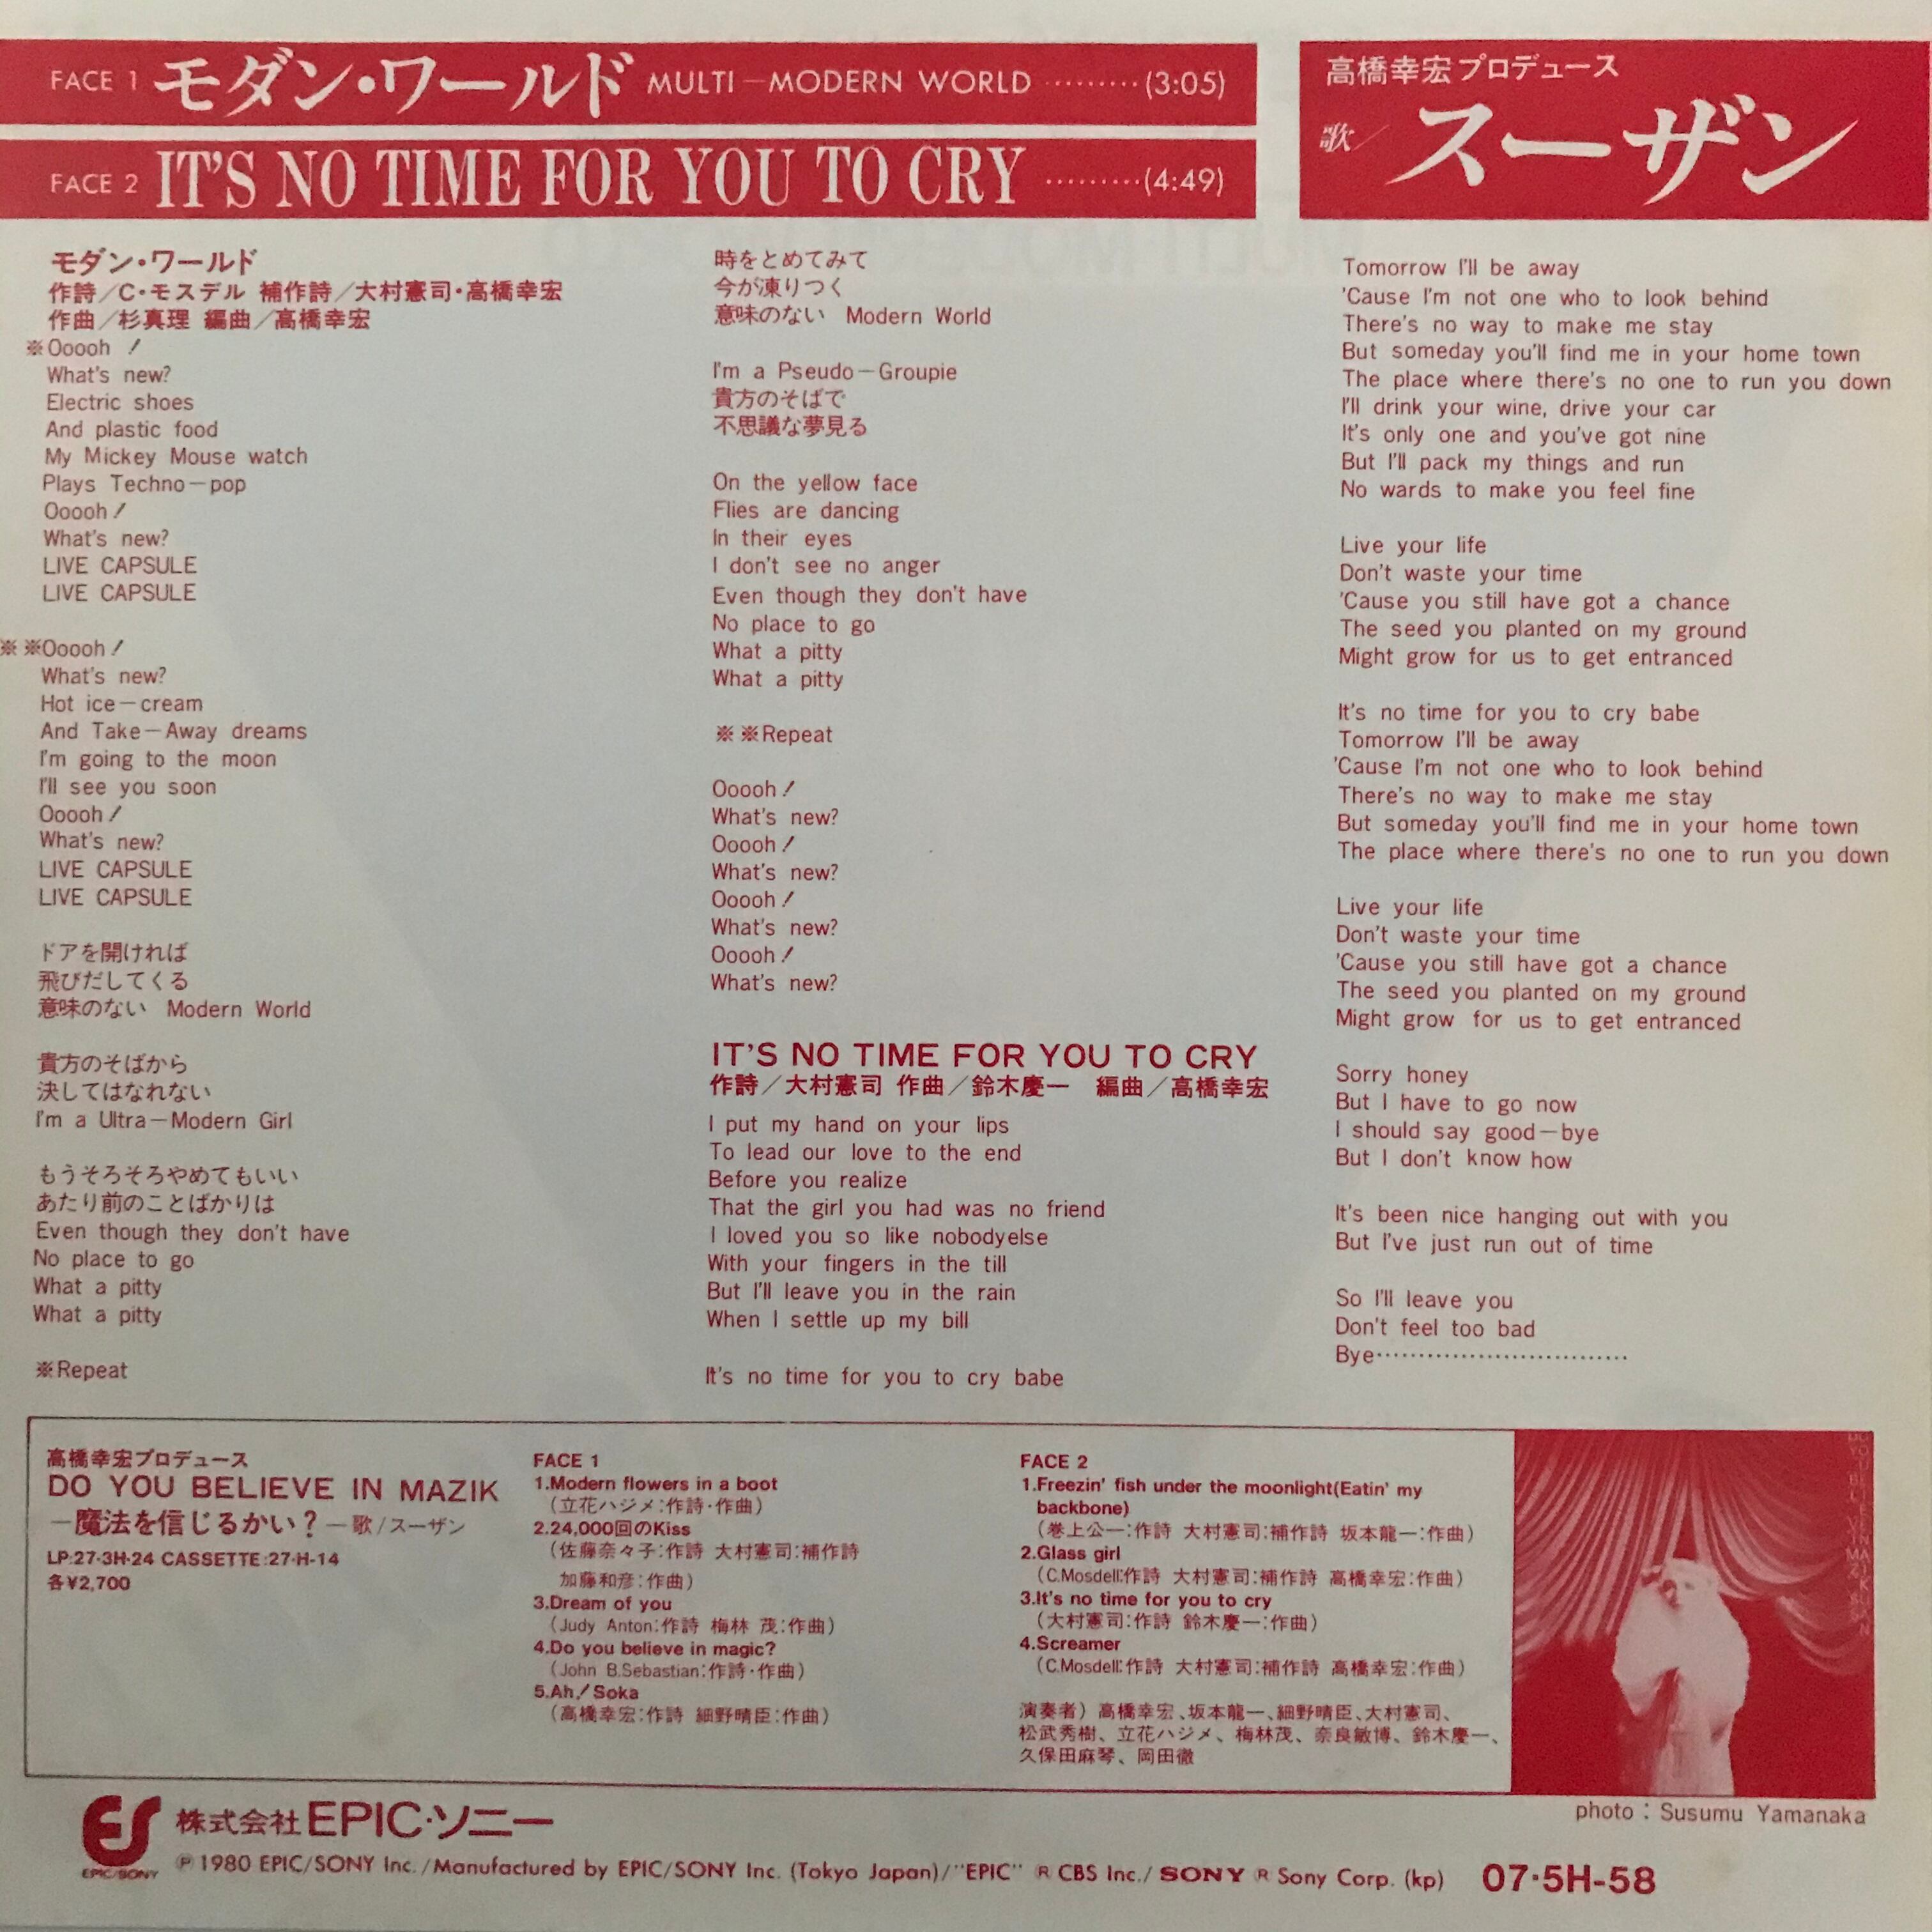 FACE 1 モダン・ワールド MULTI－MODERN WORLD ………(3:05)
FACE 2 IT'S NO TIME FOR YOU TO CRY ………(4:49)
高橋幸宏プロデュース
歌／スーザン
モダン・ワールド
作詩／C・モスデル 補作詩／大村憲司・高橋幸宏
作曲／杉真理 編曲／高橋幸宏
※Ooooh !
What's new?
Electric shoes
And plastic food
My Mickey Mouse watch
Plays Techno－pop
Ooooh !
What's new?
LIVE CAPSULE
LIVE CAPSULE
※※Ooooh !
What's new?
Hot ice－cream
And Take－Away dreams
I'm going to the moon
I'll see you soon
Ooooh !
What's new?
LIVE CAPSULE
LIVE CAPSULE
ドアを開ければ
飛びだしてくる
意味のない Modern World
貴方のそばから
決してはなれない
I'm a Ultra－Modern Girl
もうそろそろやめてもいい
あたり前のことばかりは
Even though they don't have
No place to go
What a pitty
What a pitty
※Repeat
時をとめてみて
今が凍りつく
意味のない Modern World
I'm a Pseudo－Groupie
貴方のそばで
不思議な夢見る
On the yellow face
Flies are dancing
In their eyes
I don't see no anger
Even though they don't have
No place to go
What a pitty
What a pitty
※※Repeat
Ooooh !
What's new?
Ooooh !
What's new?
Ooooh !
What's new?
Ooooh !
What's new?
IT'S NO TIME FOR YOU TO CRY
作詩／大村憲司 作曲／鈴木慶一 編曲／高橋幸宏
I put my hand on your lips
To lead our love to the end
Before you realize
That the girl you had was no friend
I loved you so like nobodyelse
With your fingers in the till
But I'll leave you in the rain
When I settle up my bill
It's no time for you to cry babe
Tomorrow I'll be away
'Cause I'm not one who to look behind
There's no way to make me stay
But someday you'll find me in your home town
The place where there's no one to run you down
I'll drink your wine, drive your car
It's only one and you've got nine
But I'll pack my things and run
No wards to make you feel fine
Live your life
Don't waste your time
'Cause you still have got a chance
The seed you planted on my ground
Might grow for us to get entranced
It's no time for you to cry babe
Tomorrow I'll be away
'Cause I'm not one who to look behind
There's no way to make me stay
But someday you'll find me in your home town
The place where there's no one to run you down
Live your life
Don't waste your time
'Cause you still have got a chance
The seed you planted on my ground
Might grow for us to get entranced
Sorry honey
But I have to go now
I should say good－bye
But I don't know how
It's been nice hanging out with you
But I've just run out of time
So I'll leave you
Don't feel too bad
Bye……………………………
高橋幸宏プロデュース
DO YOU BELIEVE IN MAZIK
－魔法を信じるかい？－歌/スーザン
LP:27·3H-24 CASSETTE:27·H-14
各¥2,700
FACE 1
1.Modern flowers in a boot
(立花ハジメ:作詩・作曲)
2.24,000回のKiss
(佐藤奈々子:作詩 大村憲司:補作詩
加藤和彦:作曲)
3.Dream of you
(Judy Anton:作詩 梅林 茂:作曲)
4.Do you believe in magic?
(John B.Sebastian:作詩・作曲)
5.Ah! Soka
(高橋幸宏:作詩 細野晴臣:作曲)
FACE 2
1.Freezin' fish under the moonlight(Eatin' my
backbone)
(巻上公一:作詩 大村憲司:補作詩 坂本龍一:作曲)
2.Glass girl
(C.Mosdell:作詩 大村憲司:補作詩 高橋幸宏:作曲)
3.It's no time for you to cry
(大村憲司:作詩 鈴木慶一:作曲)
4.Screamer
(C.Mosdell:作詩 大村憲司:補作詩 高橋幸宏:作曲)
演奏者）高橋幸宏、坂本龍一、細野晴臣、大村憲司、
松武秀樹、立花ハジメ、梅林茂、奈良敏博、鈴木慶一、
久保田麻琴、岡田徹
photo : Susumu Yamanaka
ES
EPIC/SONY
株式会社EPIC・ソニー
Ⓟ1980 EPIC/SONY Inc./Manufactured by EPIC/SONY Inc. (Tokyo Japan)/"EPIC" ® CBS Inc./ SONY ® Sony Corp. (kp)
07·5H-58